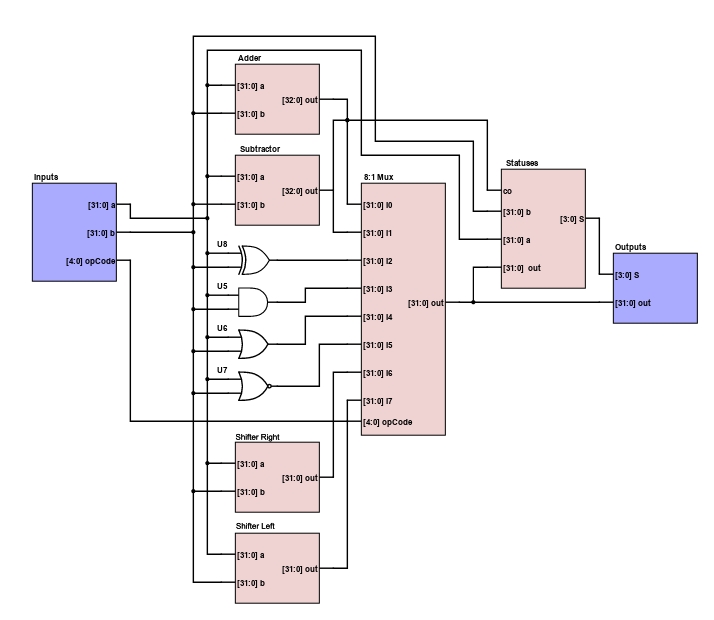 Adder
[31:0] a
[32:0] out
[31:0] b
Subtractor
[31:0] a
[32:0] out
[31:0] b
Inputs
[31:0] a
[31:0] b
[4:0] opCode
U8
U5
U6
U7
8:1 Mux
[31:0] I0
[31:0] I1
[31:0] I2
[31:0] I3
[31:0] out
[31:0] I4
[31:0] I5
[31:0] I6
[31:0] I7
[4:0] opCode
Statuses
co
[31:0] b
[3:0] S
[31:0] a
[31:0] out
Outputs
[3:0] S
[31:0] out
Shifter Right
[31:0] a
[31:0] out
[31:0] b
Shifter Left
[31:0] a
[31:0] out
[31:0] b